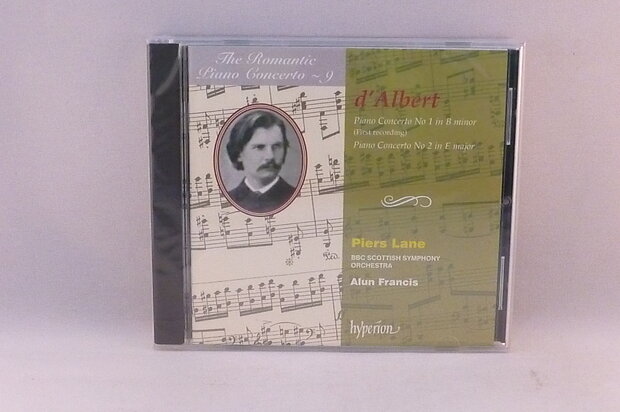 The Romantic
Piano Concerto ~ 9
d'Albert
Piano Concerto No 1 in B minor
(First recording)
Piano Concerto No 2 in E major
Piers Lane
BBC SCOTTISH SYMPHONY
ORCHESTRA
Alun Francis
hyperion